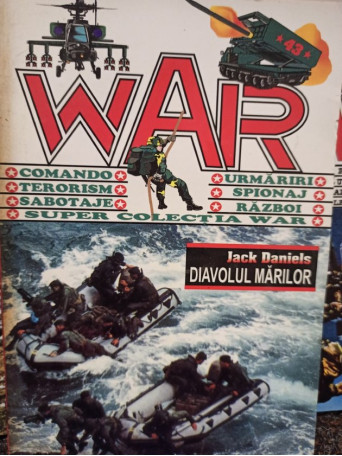 43
WAR
COMANDO
URMĂRIRI
TERORISM
SPIONAJ
SABOTAJE
RĂZBOI
SUPER COLECȚIA WAR
Jack Daniels
DIAVOLUL MĂRILOR